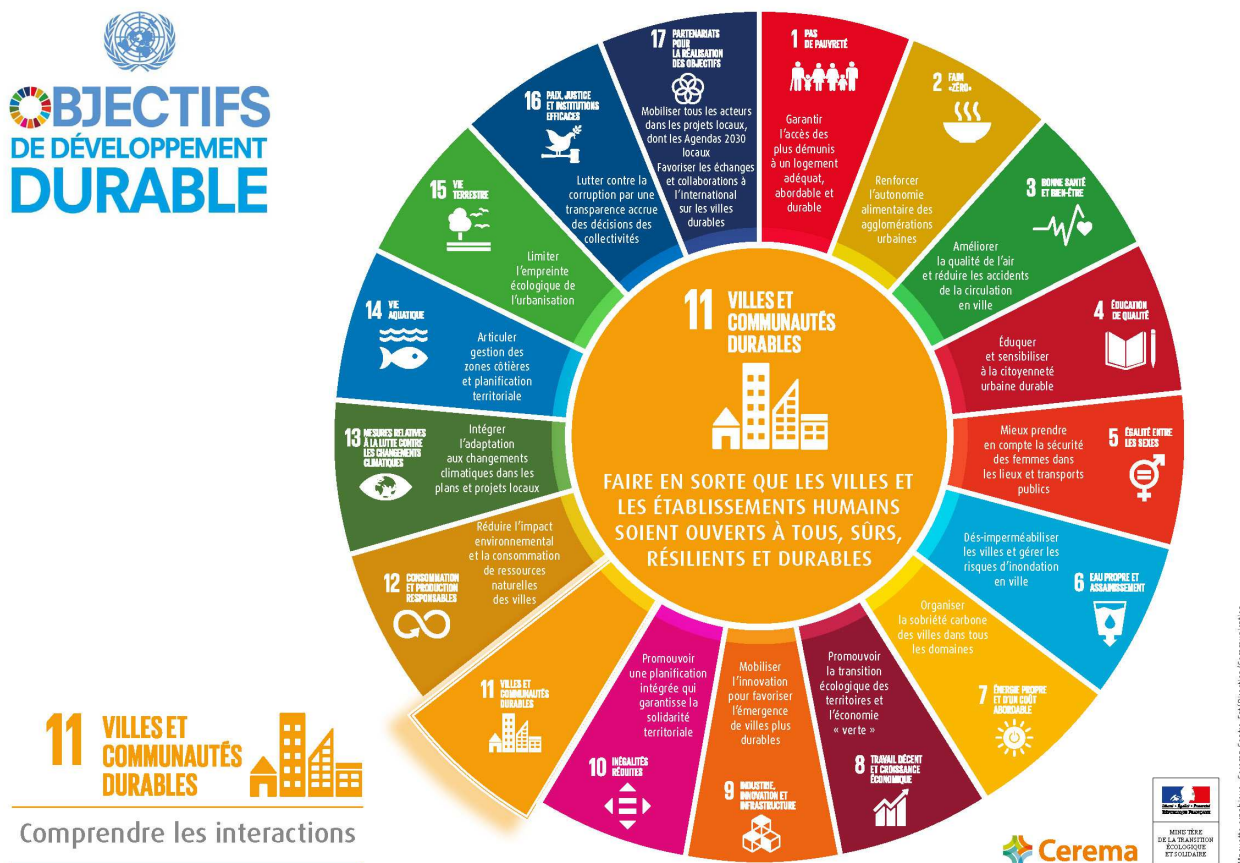 OBJECTIFS
DE DÉVELOPPEMENT
DURABLE
1 PAS
DE PAUVRETÉ
Garantir
l'accès des
plus démunis
à un logement
adéquat,
abordable et
durable
2 FAIM
«ZÉRO»
Renforcer
l'autonomie
alimentaire des
agglomérations
urbaines
3 BONNE SANTÉ
ET BIEN-ÊTRE
Améliorer
la qualité de l'air
et réduire les accidents
de la circulation
en ville
4 ÉDUCATION
DE QUALITÉ
Éduquer
et sensibiliser
à la citoyenneté
urbaine durable
5 ÉGALITÉ ENTRE
LES SEXES
Mieux prendre
en compte la sécurité
des femmes dans
les lieux et transports
publics
6 EAU PROPRE ET
ASSAINISSEMENT
Dés-imperméabiliser
les villes et gérer les
risques d'inondation
en ville
7 ÉNERGIE PROPRE
ET D'UN COÛT
ABORDABLE
Organiser
la sobriété carbone
des villes dans tous
les domaines
8 TRAVAIL DÉCENT
ET CROISSANCE
ÉCONOMIQUE
Promouvoir
la transition
écologique des
territoires et
l'économie
« verte »
9 INDUSTRIE,
INNOVATION ET
INFRASTRUCTURE
Mobiliser
l'innovation
pour favoriser
l'émergence
de villes plus
durables
10 INÉGALITÉS
RÉDUITES
Promouvoir
une planification
intégrée qui
garantisse la
solidarité
territoriale
11 VILLES ET
COMMUNAUTÉS
DURABLES
12 CONSOMMATION
ET PRODUCTION
RESPONSABLES
Réduire l'impact
environnemental
et la consommation
de ressources
naturelles
des villes
13 MESURES RELATIVES
À LA LUTTE CONTRE
LES CHANGEMENTS
CLIMATIQUES
Intégrer
l'adaptation
aux changements
climatiques dans les
plans et projets locaux
14 VIE
AQUATIQUE
Articuler
gestion des
zones côtières
et planification
territoriale
15 VIE
TERRESTRE
Limiter
l'empreinte
écologique de
l'urbanisation
16 PAIX, JUSTICE
ET INSTITUTIONS
EFFICACES
Lutter contre la
corruption par une
transparence accrue
des décisions des
collectivités
17 PARTENARIATS
POUR
LA RÉALISATION
DES OBJECTIFS
Mobiliser tous les acteurs
dans les projets locaux,
dont les Agendas 2030
locaux
Favoriser les échanges
et collaborations à
l'international
sur les villes
durables
11 VILLES ET
COMMUNAUTÉS
DURABLES
FAIRE EN SORTE QUE LES VILLES ET
LES ÉTABLISSEMENTS HUMAINS
SOIENT OUVERTS À TOUS, SÛRS,
RÉSILIENTS ET DURABLES
11 VILLES ET
COMMUNAUTÉS
DURABLES
Comprendre les interactions
Cerema
Liberté • Égalité • Fraternité
RÉPUBLIQUE FRANÇAISE
MINISTÈRE
DE LA TRANSITION
ÉCOLOGIQUE
ET SOLIDAIRE